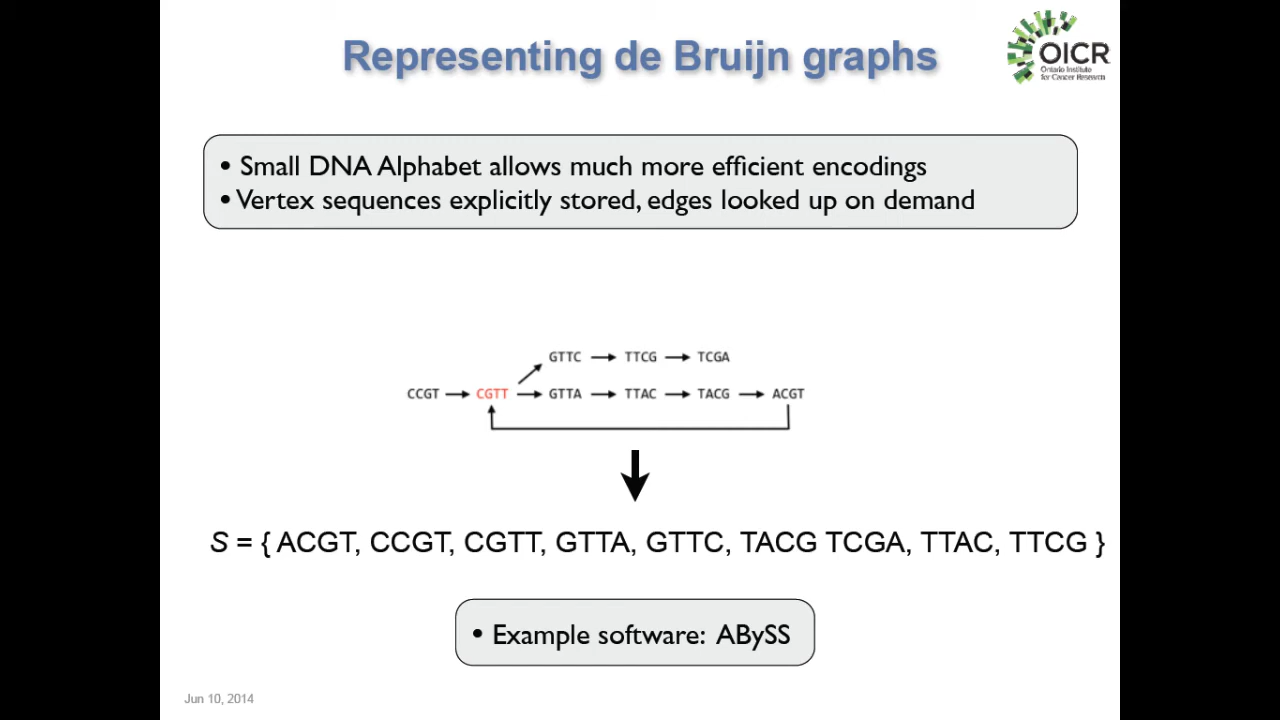 Representing de Bruijn graphs
OICR
Ontario Institute
for Cancer Research
• Small DNA Alphabet allows much more efficient encodings
• Vertex sequences explicitly stored, edges looked up on demand
GTTC TTCG TCGA
CCGT CGTT GTTA TTAC TACG ACGT
S = { ACGT, CCGT, CGTT, GTTA, GTTC, TACG TCGA, TTAC, TTCG }
• Example software: ABySS
Jun 10, 2014